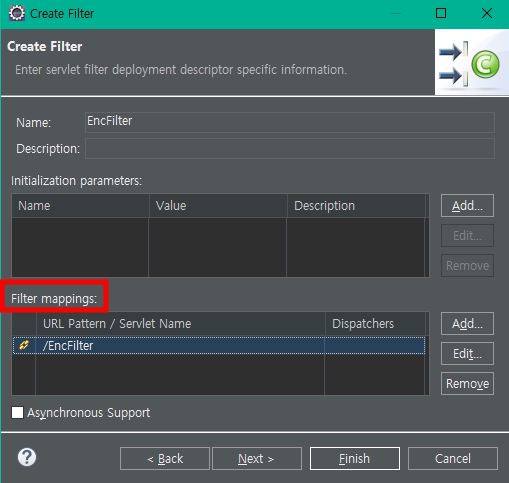 Create Filter
Create Filter
Enter servlet filter deployment descriptor specific information.
Name:
EncFilter
Description:
Initialization parameters:
Name Value Description
Add...
Edit...
Remove
Filter mappings:
URL Pattern / Servlet Name Dispatchers
/EncFilter
Add...
Edit...
Remove
Asynchronous Support
? < Back Next > Finish Cancel